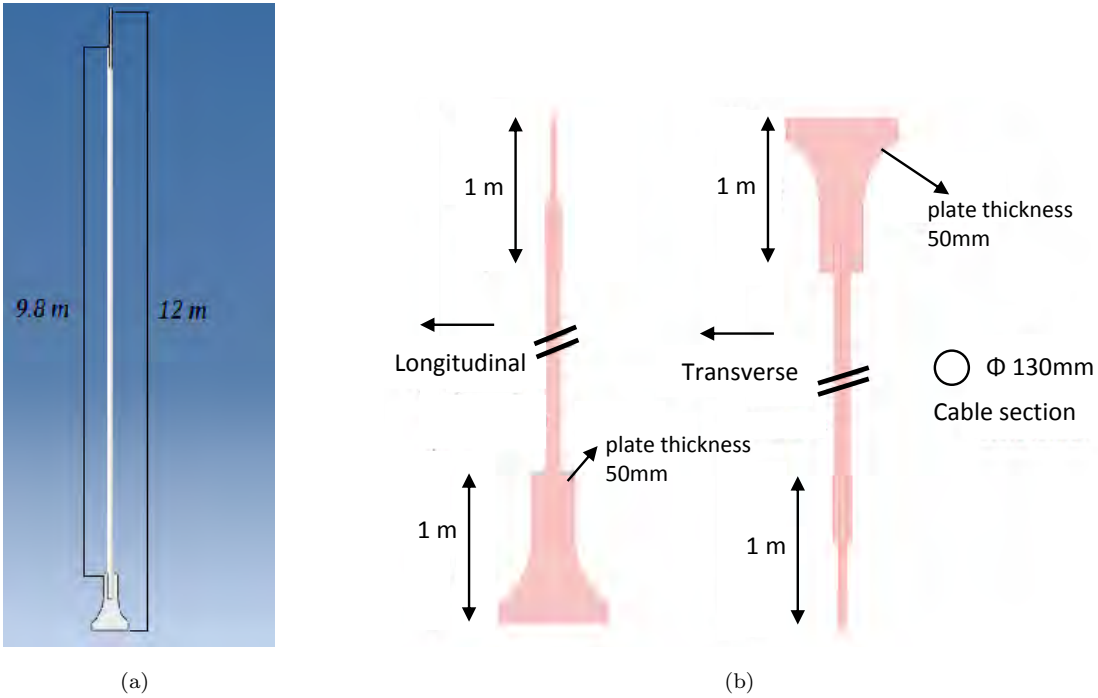 9.8 m
12 m
(a)
1 m
Longitudinal
plate thickness
50mm
1 m
1 m
plate thickness
50mm
Transverse
Φ 130mm
Cable section
1 m
(b)